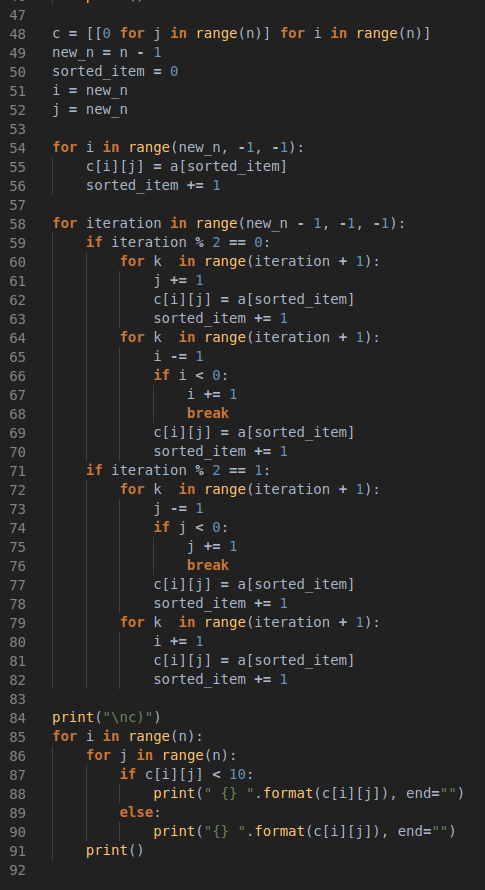 47
48 c = [[0 for j in range(n)] for i in range(n)]
49 new_n = n - 1
50 sorted_item = 0
51 i = new_n
52 j = new_n
53
54 for i in range(new_n, -1, -1):
55     c[i][j] = a[sorted_item]
56     sorted_item += 1
57
58 for iteration in range(new_n - 1, -1, -1):
59     if iteration % 2 == 0:
60         for k  in range(iteration + 1):
61             j += 1
62             c[i][j] = a[sorted_item]
63             sorted_item += 1
64         for k  in range(iteration + 1):
65             i -= 1
66             if i < 0:
67                 i += 1
68                 break
69             c[i][j] = a[sorted_item]
70             sorted_item += 1
71     if iteration % 2 == 1:
72         for k  in range(iteration + 1):
73             j -= 1
74             if j < 0:
75                 j += 1
76                 break
77             c[i][j] = a[sorted_item]
78             sorted_item += 1
79         for k  in range(iteration + 1):
80             i += 1
81             c[i][j] = a[sorted_item]
82             sorted_item += 1
83
84 print("\nc)")
85 for i in range(n):
86     for j in range(n):
87         if c[i][j] < 10:
88             print(" {} ".format(c[i][j]), end="")
89         else:
90             print("{} ".format(c[i][j]), end="")
91     print()
92